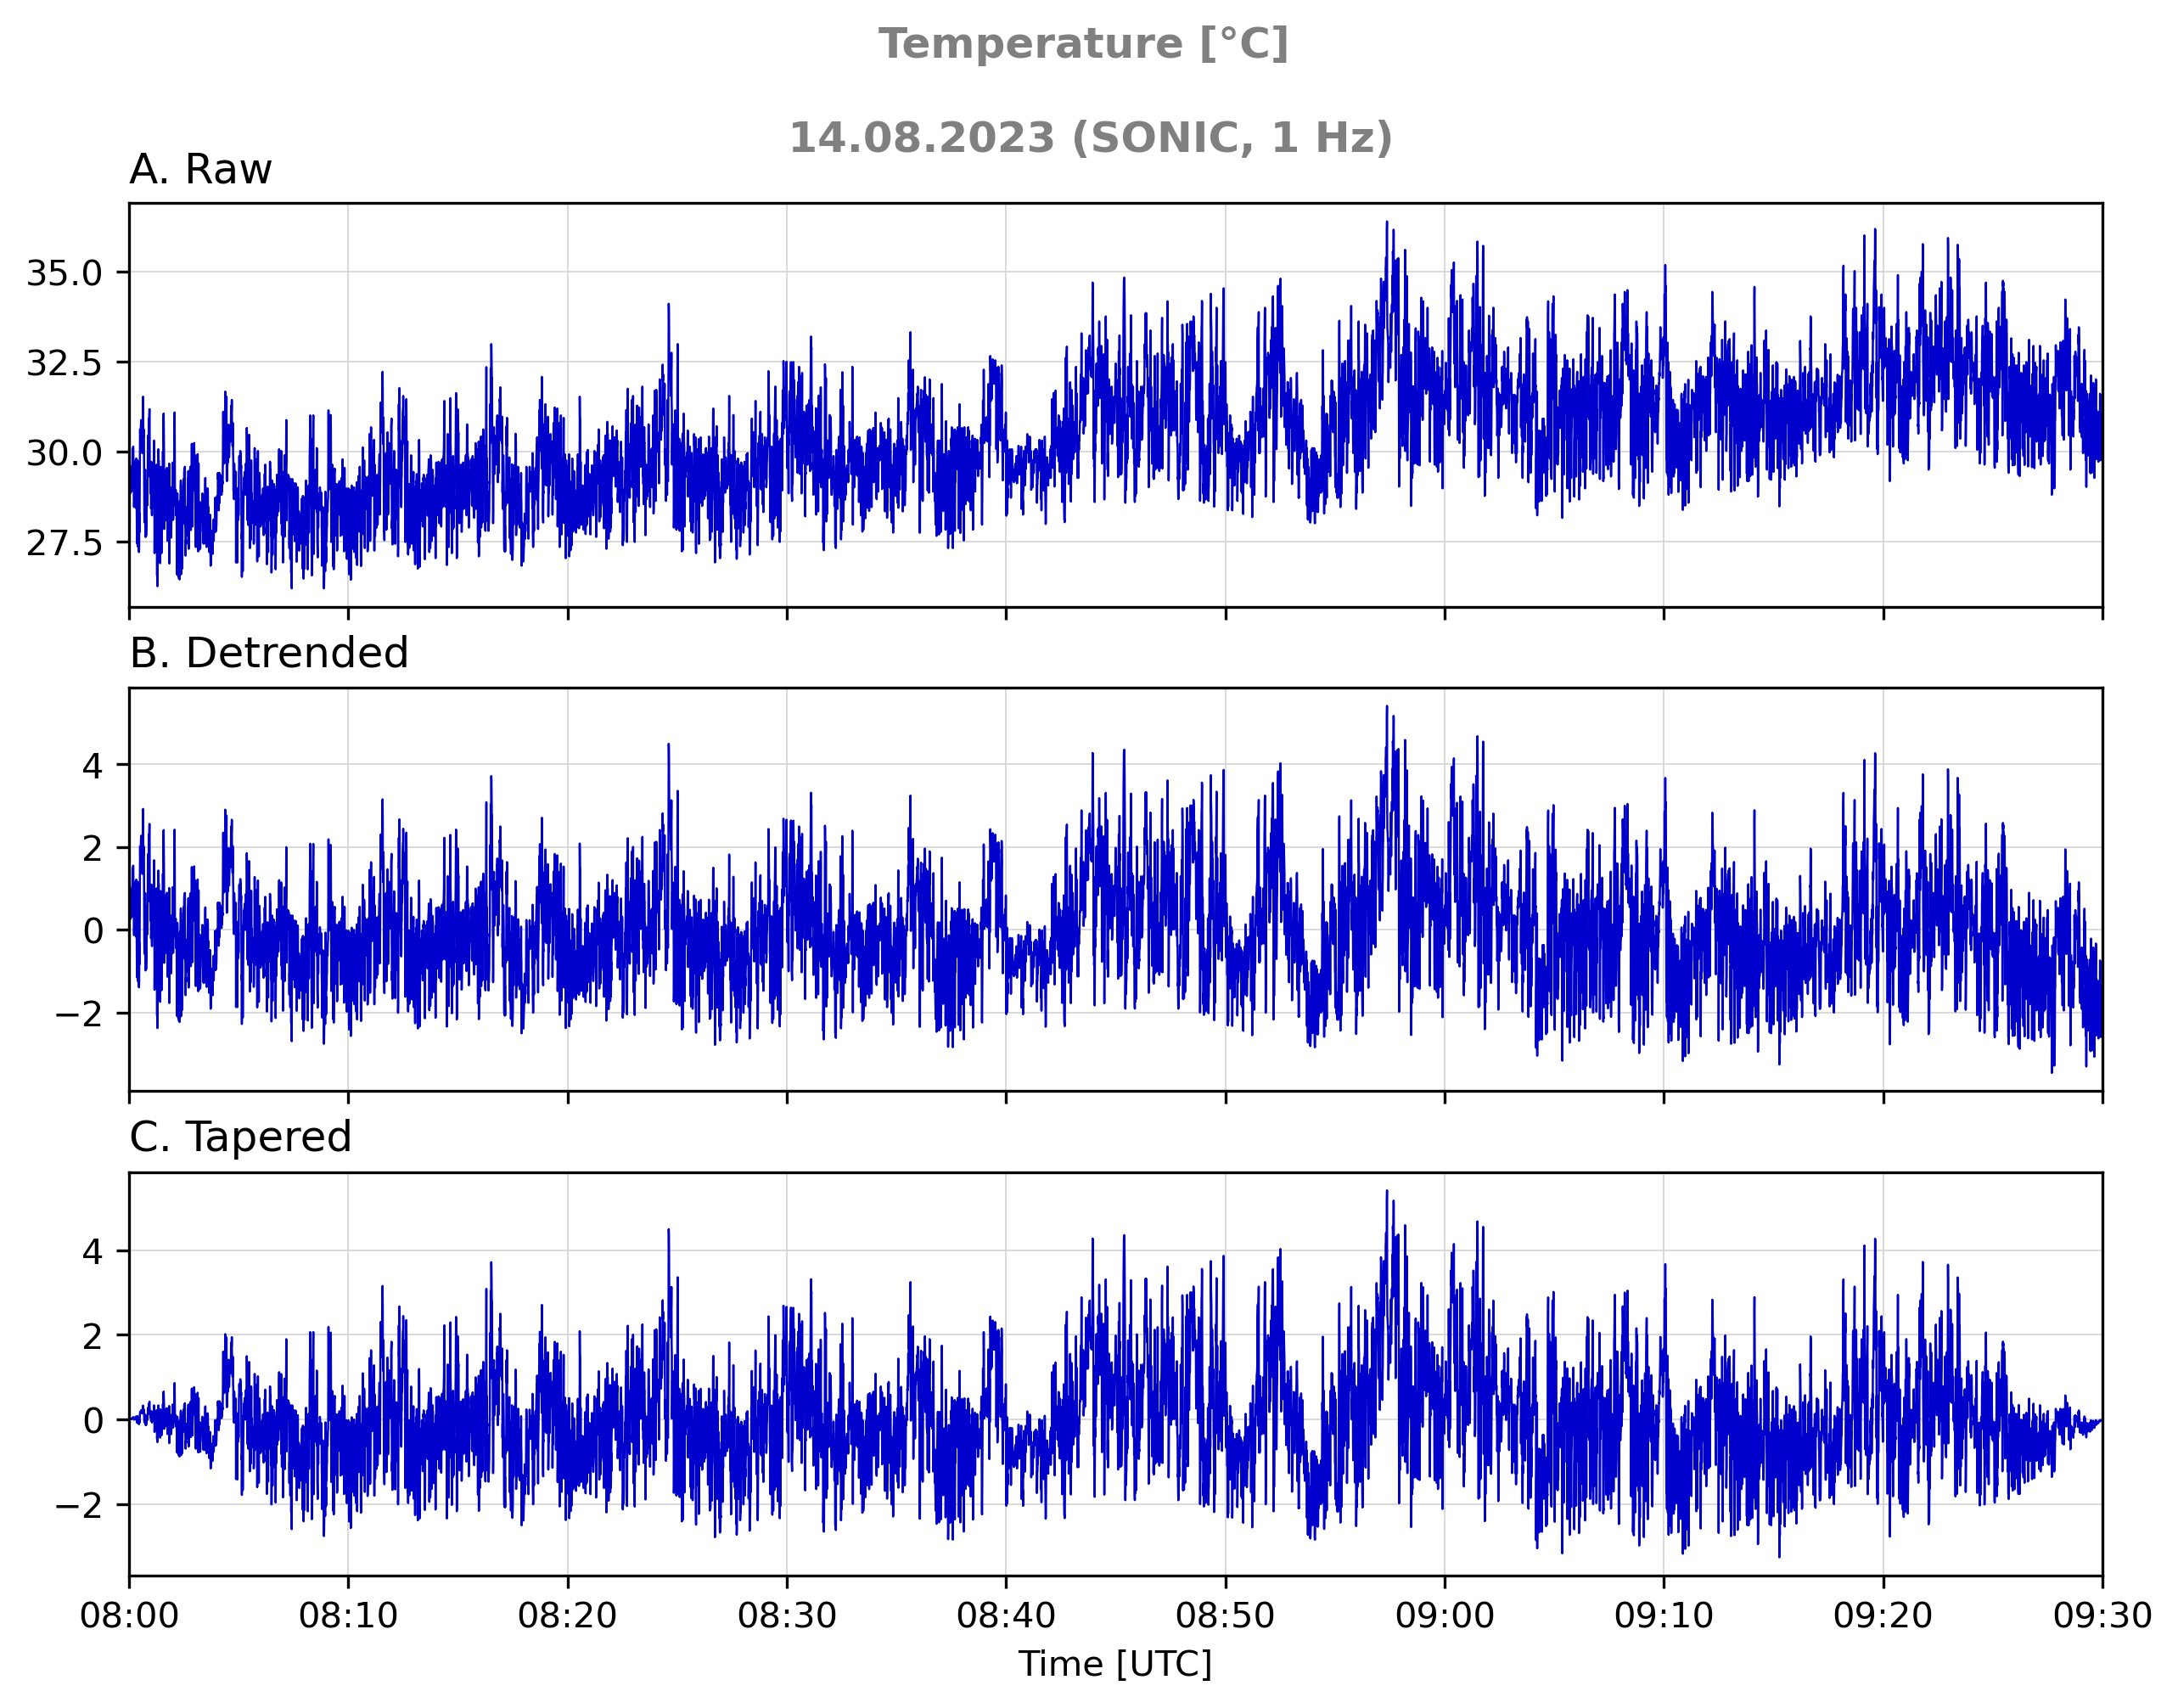 Temperature [°C]
14.08.2023 (SONIC, 1 Hz)
A. Raw
35.0
32.5
30.0
27.5
B. Detrended
4
2
0
−2
C. Tapered
4
2
0
−2
08:00 08:10 08:20 08:30 08:40 08:50 09:00 09:10 09:20 09:30
Time [UTC]